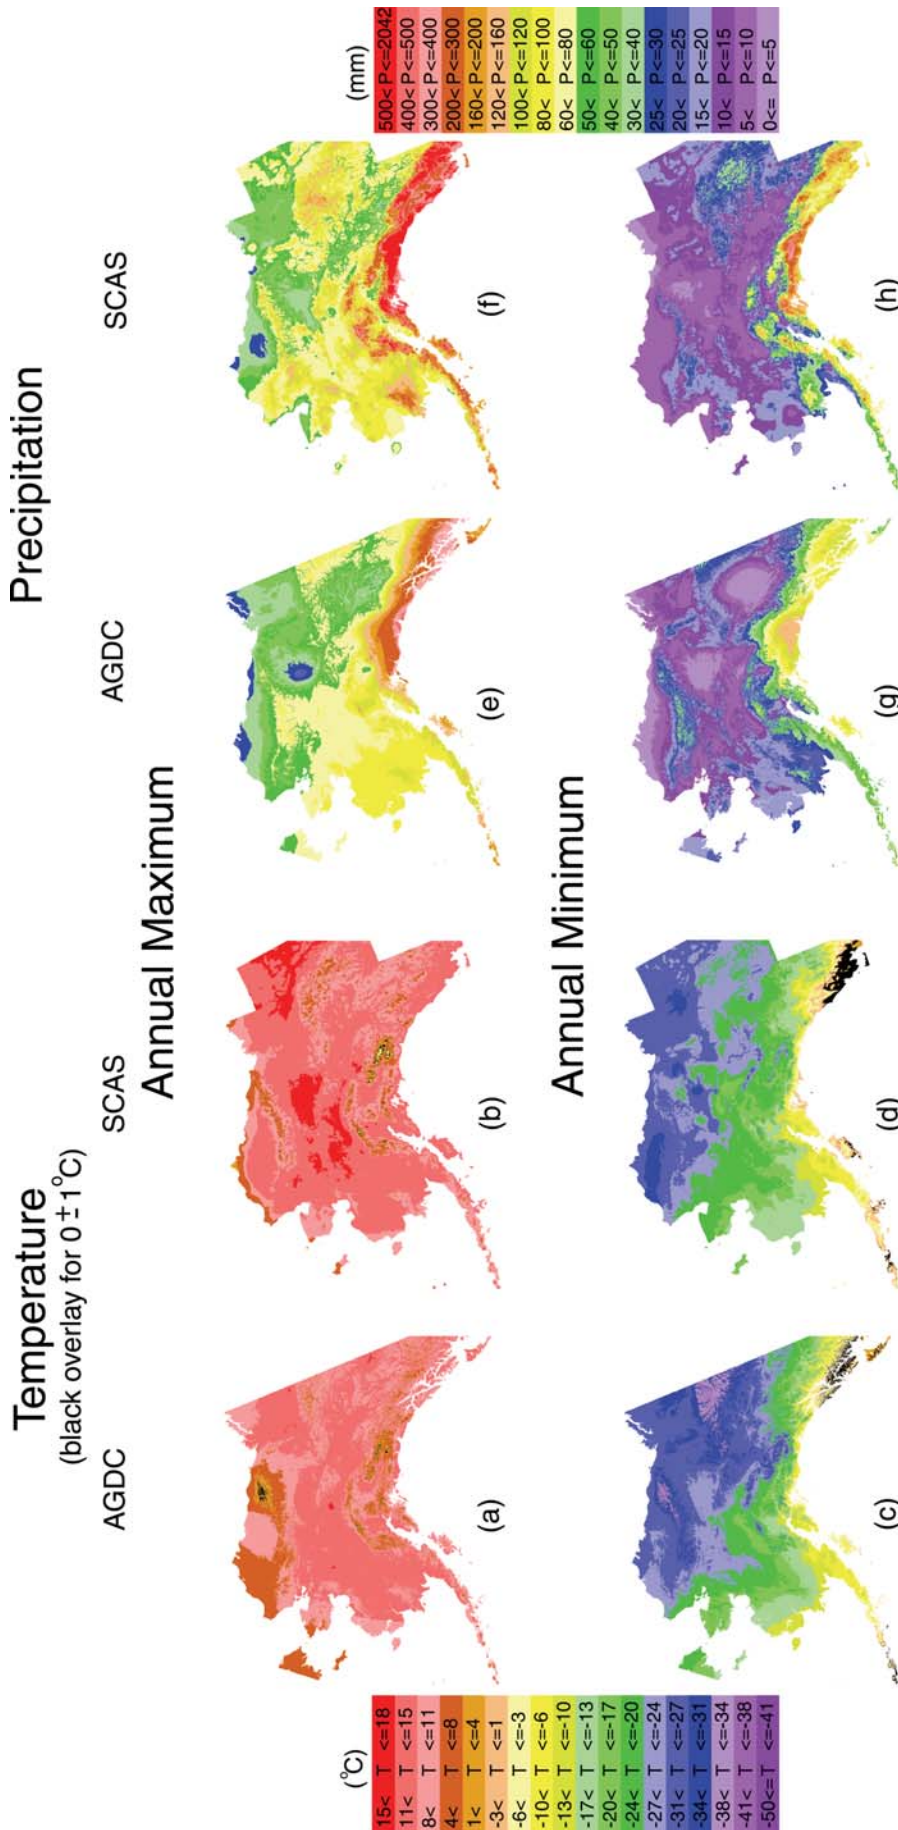 Temperature
(black overlay for 0 ± 1°C)
Precipitation
AGDC
SCAS
AGDC
SCAS
Annual Maximum
(°C)
15< T <=18
11< T <=15
8< T <=11
4< T <=8
1< T <=4
-3< T <=1
-6< T <=-3
-10< T <=-6
-13< T <=-10
-17< T <=-13
-20< T <=-17
-24< T <=-20
-27< T <=-24
-31< T <=-27
-34< T <=-31
-38< T <=-34
-41< T <=-38
-50<=T <=-41
(a)
(b)
(e)
(f)
(mm)
500< P<=2042
400< P<=500
300< P<=400
200< P<=300
160< P<=200
120< P<=160
100< P<=120
80< P<=100
60< P<=80
50< P<=60
40< P<=50
30< P<=40
25< P<=30
20< P<=25
15< P<=20
10< P<=15
5< P<=10
0<= P<=5
Annual Minimum
(c)
(d)
(g)
(h)